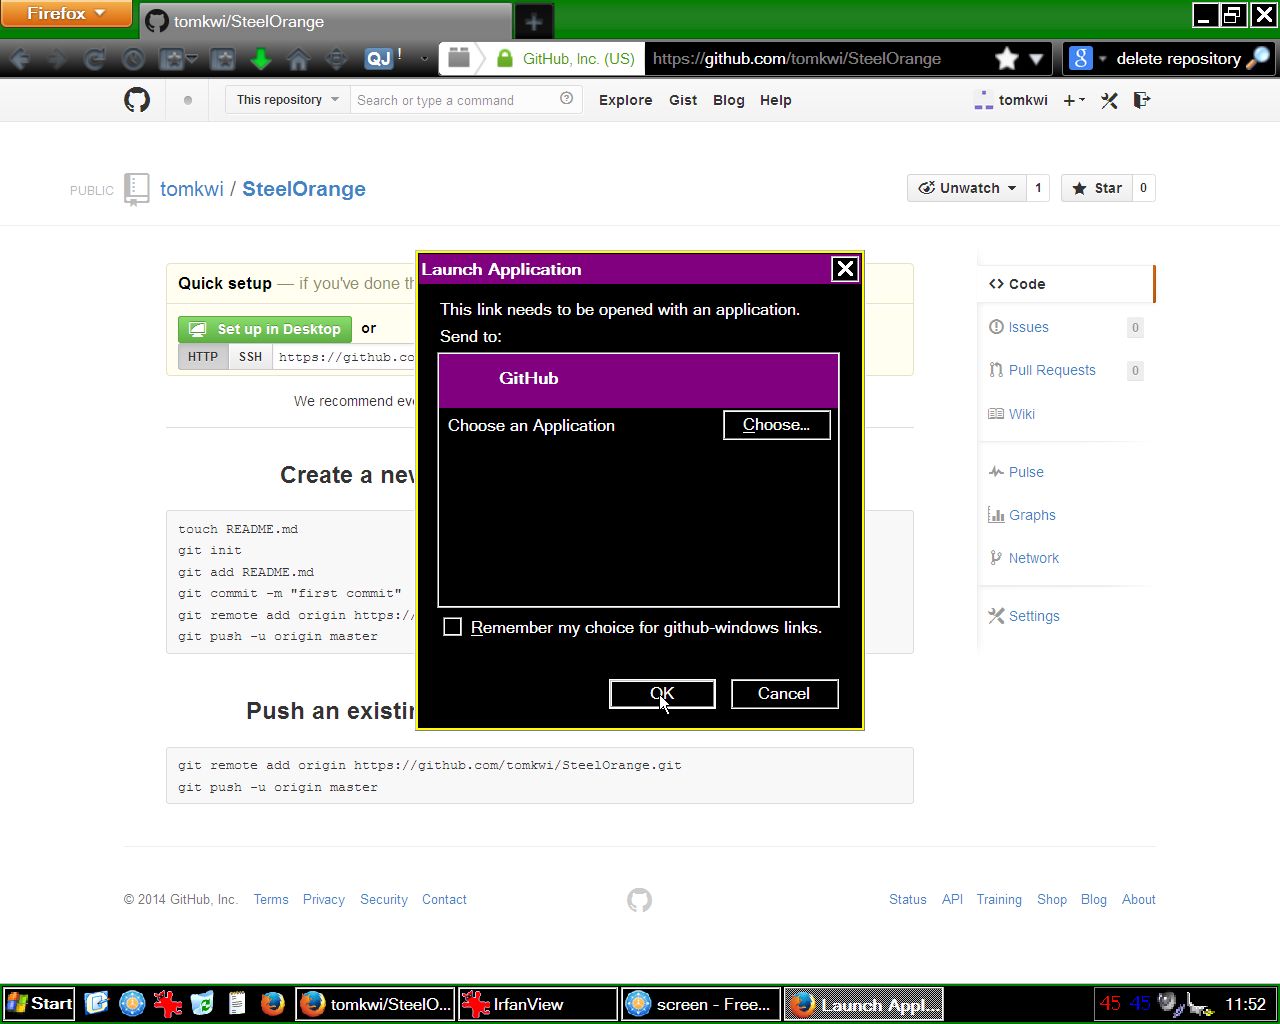 Firefox
tomkwi/SteelOrange
QJ !
GitHub, Inc. (US)
https://github.com/tomkwi/SteelOrange
delete repository
This repository
Search or type a command
Explore Gist Blog Help
tomkwi
PUBLIC
tomkwi / SteelOrange
Unwatch 1
Star 0
Quick setup — if you've done th
Set up in Desktop or
HTTP SSH https://github.co
We recommend eve
Create a new
touch README.md
git init
git add README.md
git commit -m "first commit"
git remote add origin https://
git push -u origin master
Push an existin
git remote add origin https://github.com/tomkwi/SteelOrange.git
git push -u origin master
Launch Application
This link needs to be opened with an application.
Send to:
GitHub
Choose an Application
Choose...
Remember my choice for github-windows links.
OK
Cancel
Code
Issues 0
Pull Requests 0
Wiki
Pulse
Graphs
Network
Settings
© 2014 GitHub, Inc. Terms Privacy Security Contact
Status API Training Shop Blog About
Start
tomkwi/SteelO...
IrfanView
screen - Free...
Launch Appl...
45 45
11:52